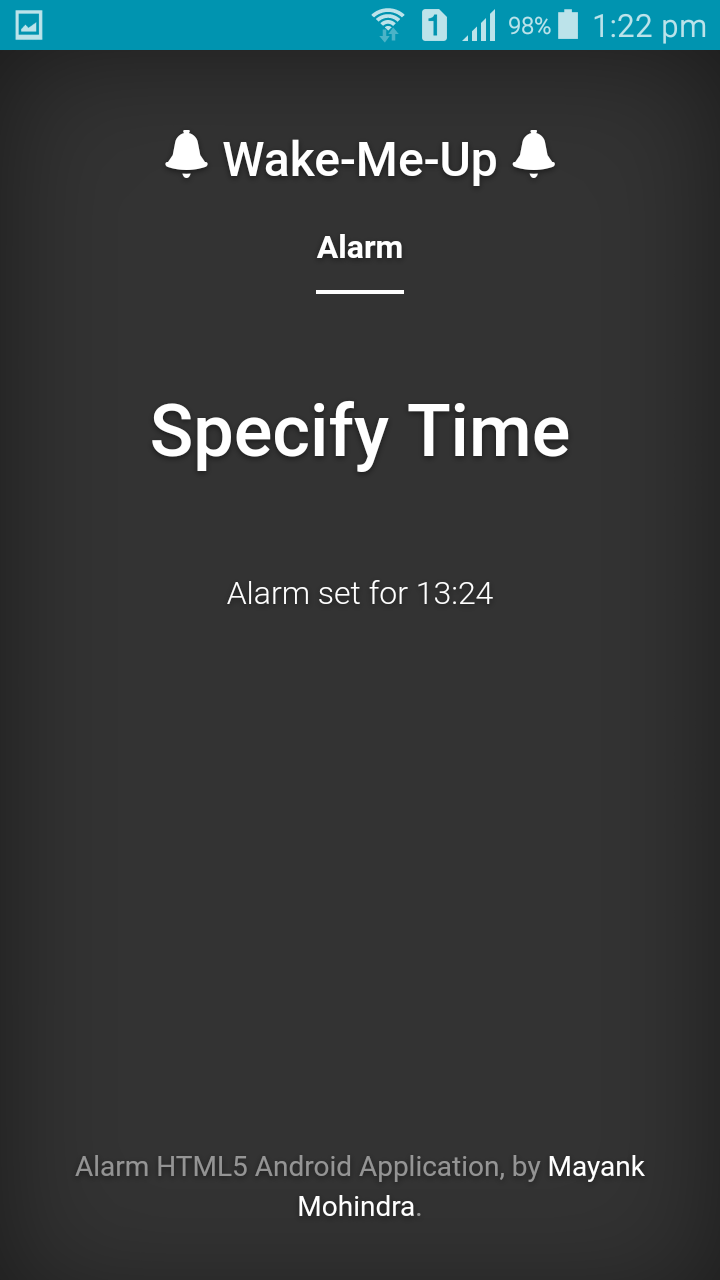 1 98% 1:22 pm
Wake-Me-Up
Alarm
Specify Time
Alarm set for 13:24
Alarm HTML5 Android Application, by Mayank
Mohindra.